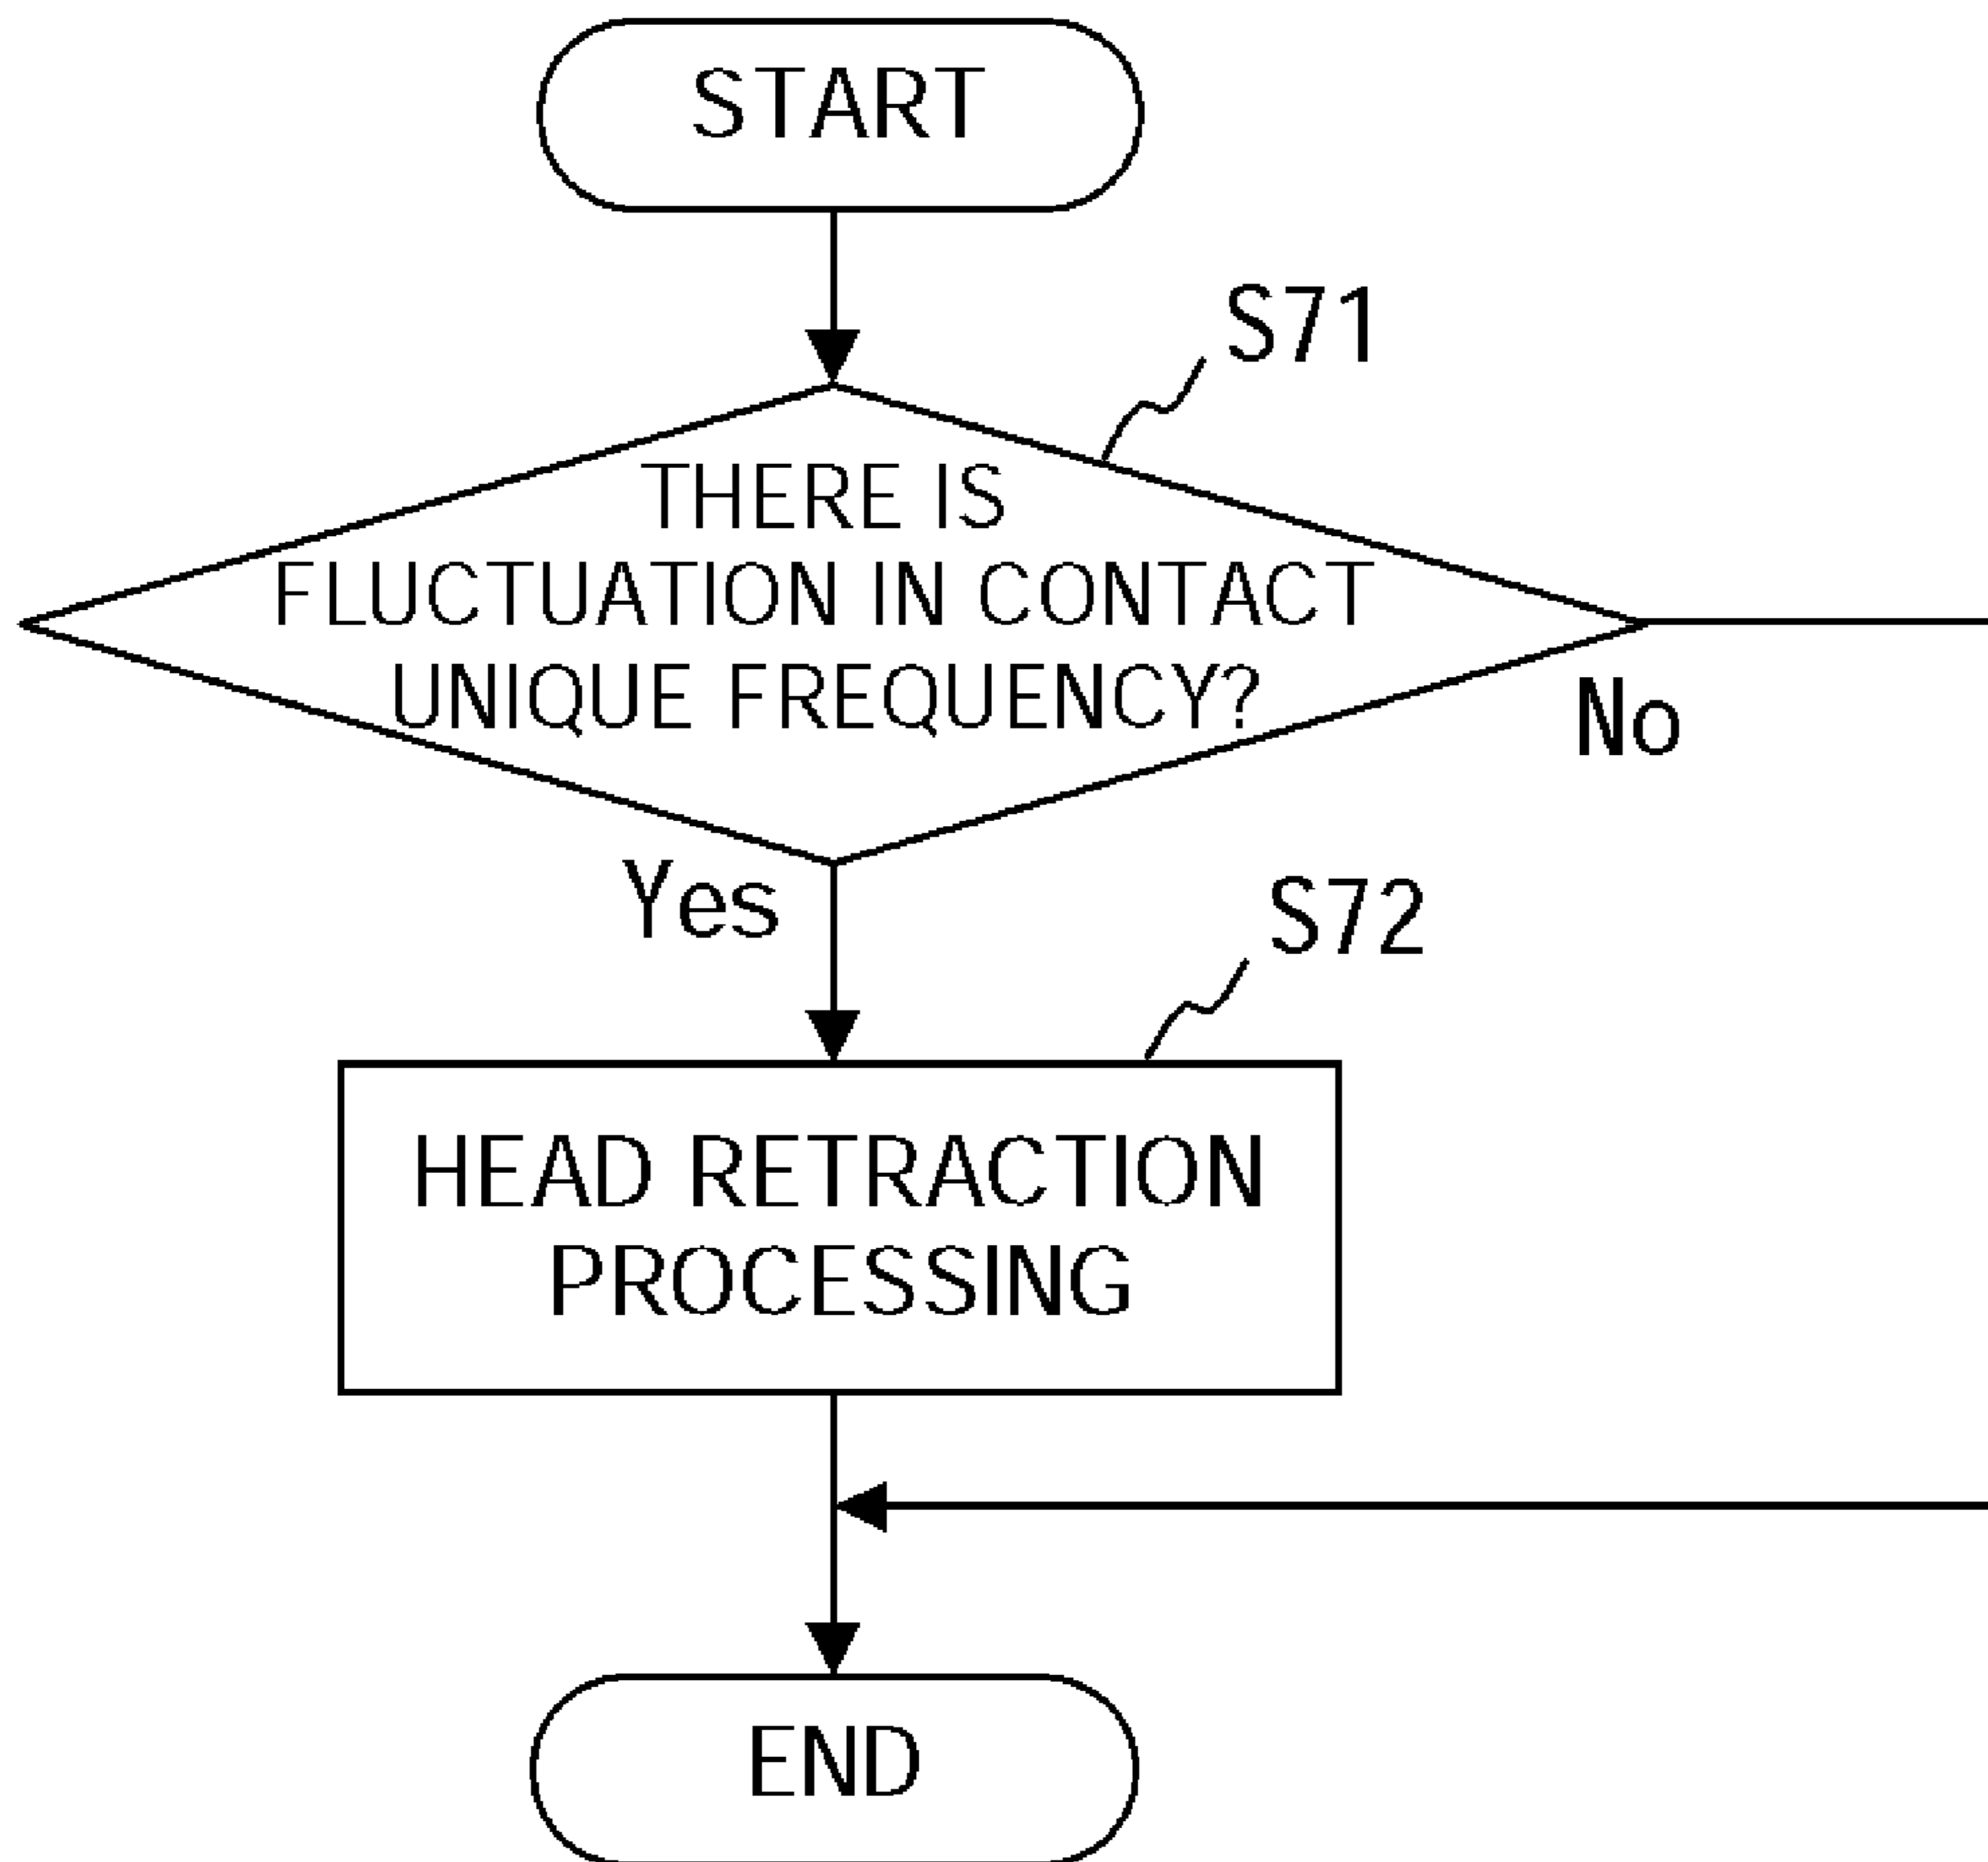 START
S71
THERE IS
FLUCTUATION IN CONTACT
UNIQUE FREQUENCY?
No
Yes
S72
HEAD RETRACTION
PROCESSING
END